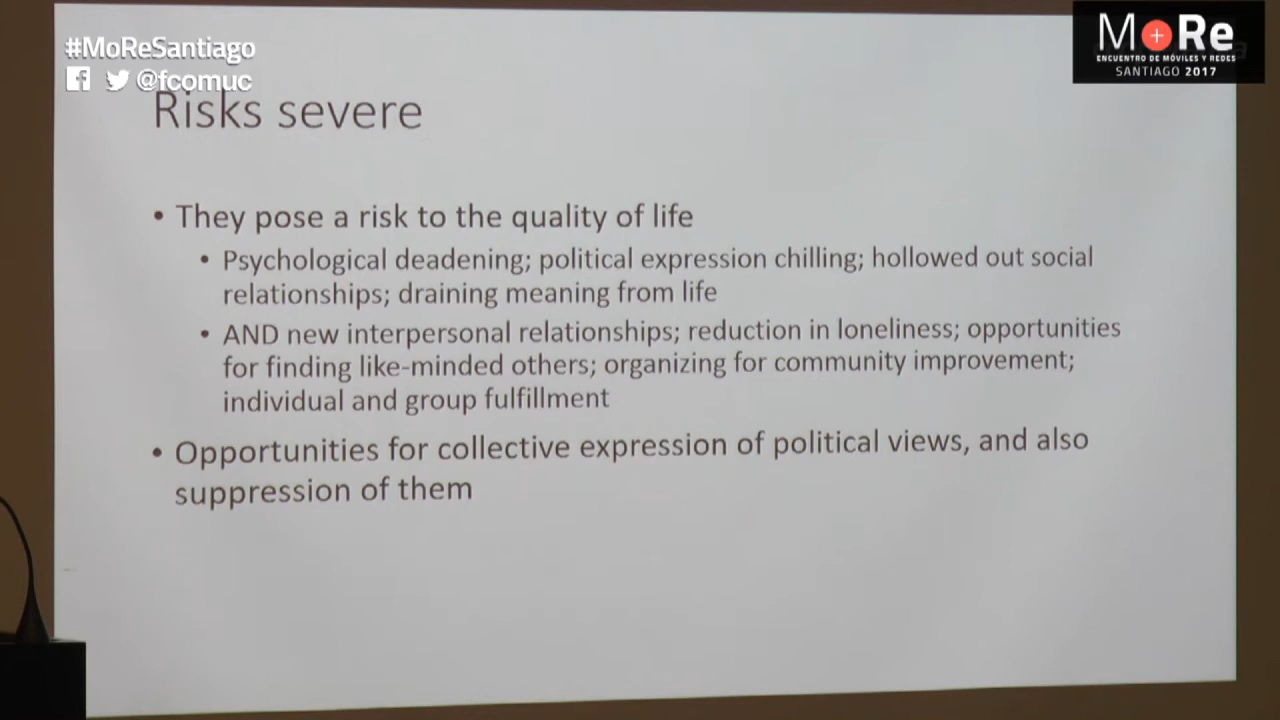 #MoReSantiago
@fcomuc
MoRe
ENCUENTRO DE MÓVILES Y REDES
SANTIAGO 2017
Risks severe
• They pose a risk to the quality of life
• Psychological deadening; political expression chilling; hollowed out social
relationships; draining meaning from life
• AND new interpersonal relationships; reduction in loneliness; opportunities
for finding like-minded others; organizing for community improvement;
individual and group fulfillment
• Opportunities for collective expression of political views, and also
suppression of them